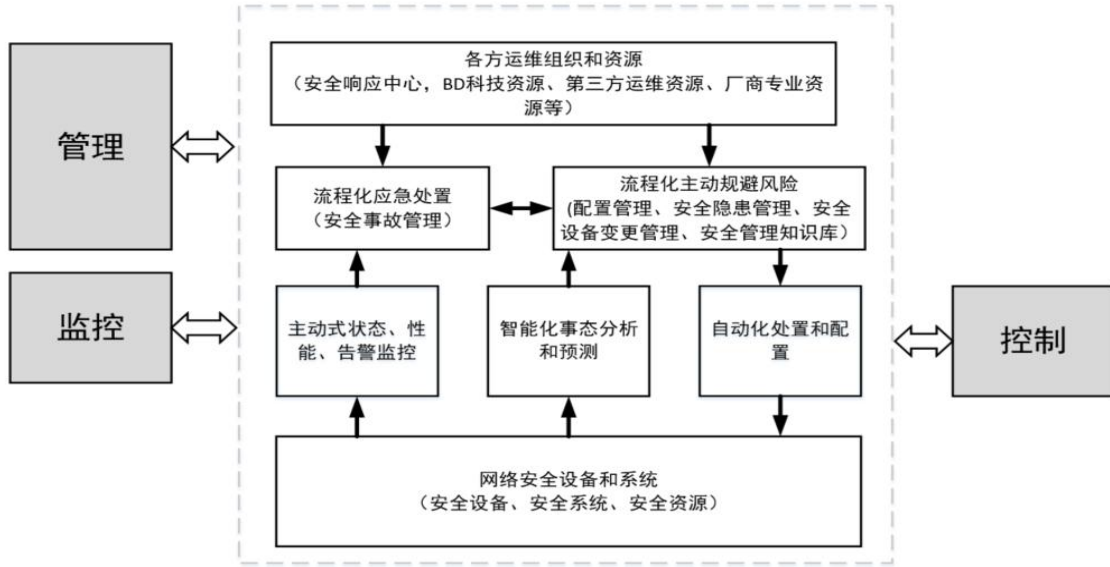 各方运维组织和资源
（安全响应中心，BD科技资源、第三方运维资源、厂商专业资
源等）
管理
流程化应急处置
（安全事故管理）
流程化主动规避风险
(配置管理、安全隐患管理、安全
设备变更管理、安全管理知识库）
监控
主动式状态、性
能、告警监控
智能化事态分析
和预测
自动化处置和配
置
控制
网络安全设备和系统
（安全设备、安全系统、安全资源）